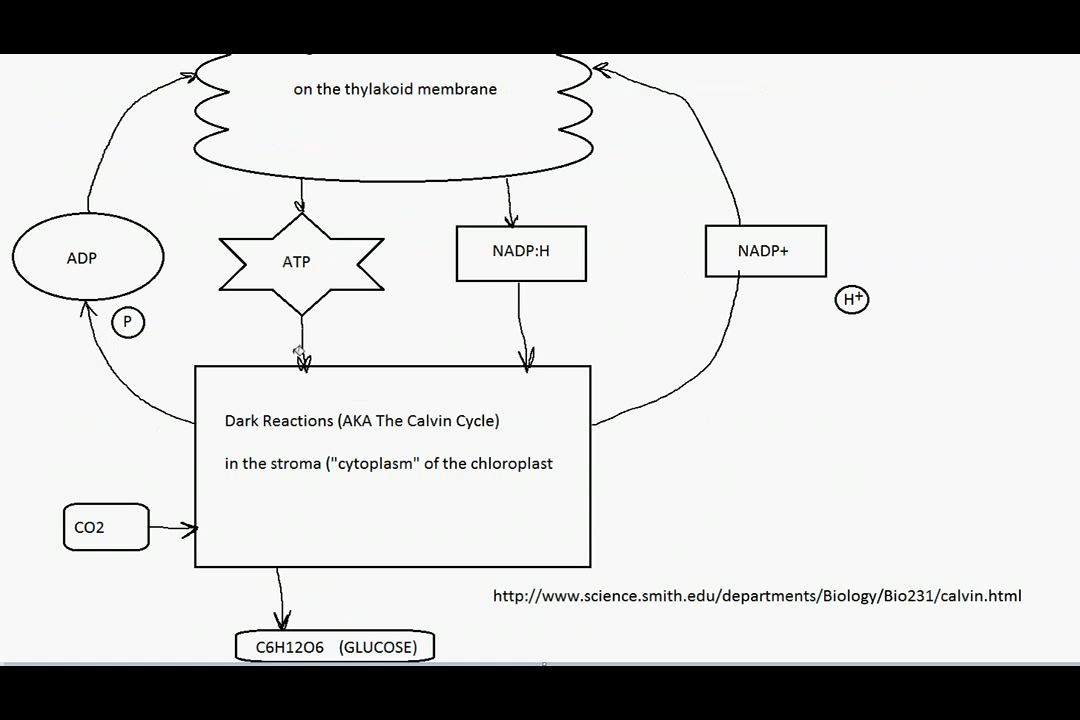 on the thylakoid membrane
ADP
ATP
NADP:H
NADP+
H+
P
Dark Reactions (AKA The Calvin Cycle)
in the stroma ("cytoplasm" of the chloroplast
CO2
http://www.science.smith.edu/departments/Biology/Bio231/calvin.html
C6H12O6 (GLUCOSE)